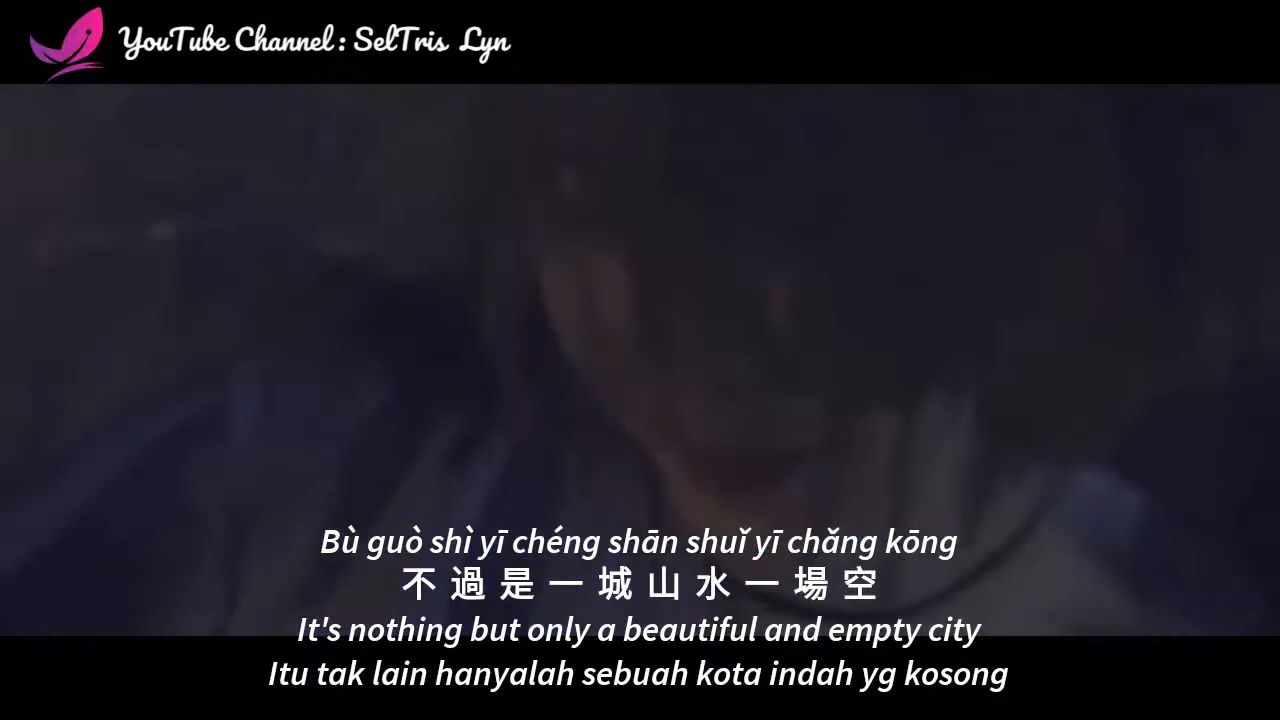 YouTube Channel : SelTris Lyn
Bù guò shì yī chéng shān shuǐ yī chǎng kōng
不過是一城山水一場空
It's nothing but only a beautiful and empty city
Itu tak lain hanyalah sebuah kota indah yg kosong